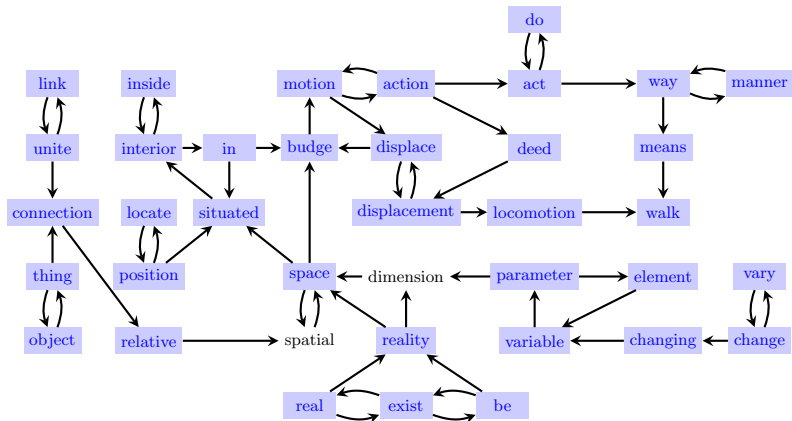 do
link inside motion action act way manner
unite interior in budge displace deed means
connection locate situated displacement locomotion walk
thing position space dimension parameter element vary
object relative spatial reality variable changing change
real exist be